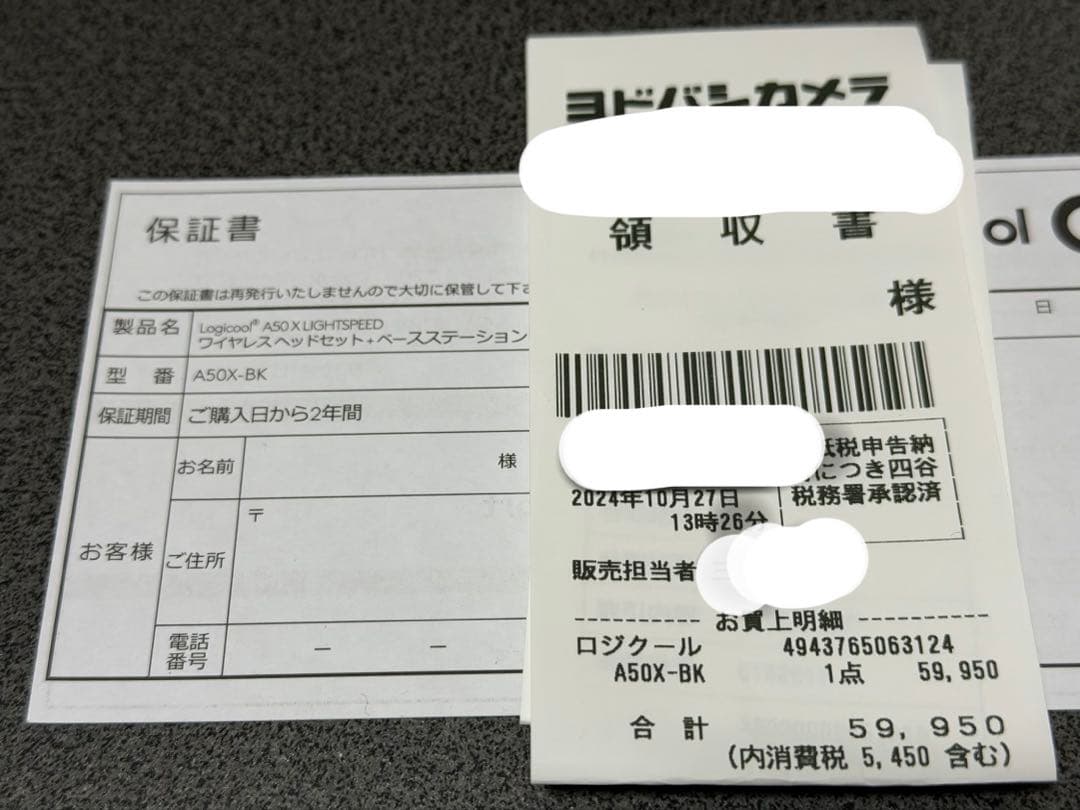 保証書
この保証書は再発行いたしませんので大切に保管して下さ
製品名 Logicool® A50 X LIGHTSPEED
ワイヤレスヘッドセット+ベースステーション
型 番 A50X-BK
保証期間 ご購入日から2年間
お客様
お名前 様
ご住所 〒
電話番号 - -
ol
日
ヨドバシカメラ
領 収 書
様
税申告納
につき四谷
税務署承認済
2024年10月27日
13時26分
販売担当者
お買上明細
ロジクール 4943765063124
A50X-BK 1点 59,950
合 計 59,950
(内消費税 5,450 含む)